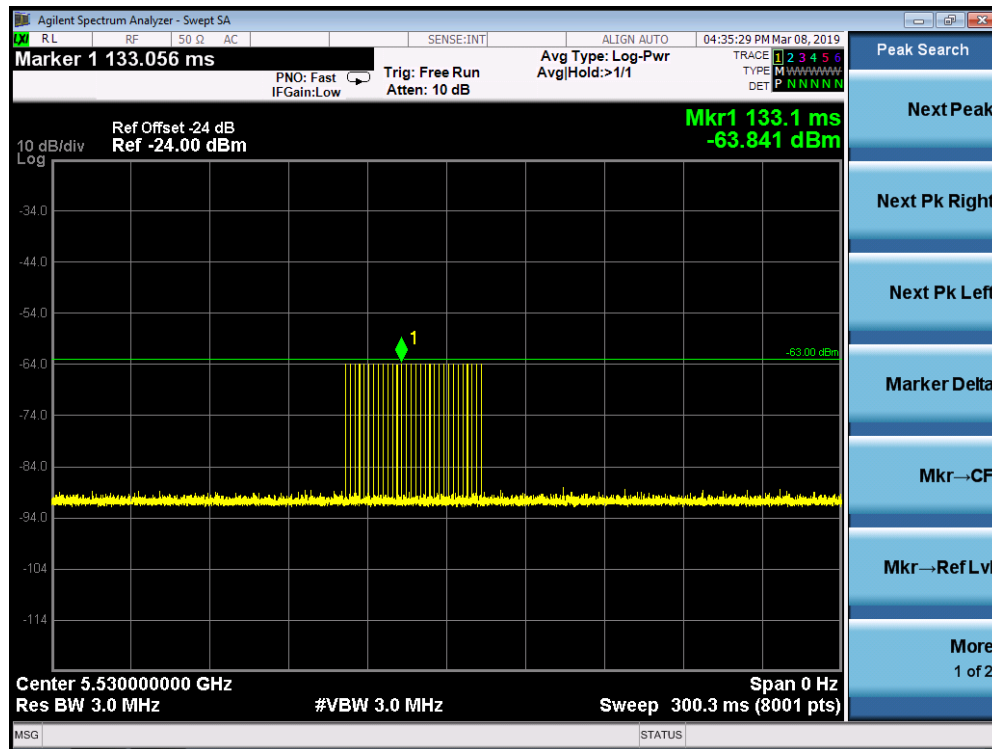 Agilent Spectrum Analyzer - Swept SA
LXI RL RF 50 Ω AC SENSE:INT ALIGN AUTO 04:35:29 PM Mar 08, 2019
Marker 1 133.056 ms
PNO: Fast
IFGain:Low
Trig: Free Run
Atten: 10 dB
Avg Type: Log-Pwr
Avg|Hold:>1/1
TRACE 1 2 3 4 5 6
TYPE M WWWWW
DET P N N N N N
Peak Search
Mkr1 133.1 ms
-63.841 dBm
Ref Offset -24 dB
Ref -24.00 dBm
10 dB/div
Log
-34.0
-44.0
-54.0
1
-63.00 dBm
-64.0
-74.0
-84.0
-94.0
-104
-114
Center 5.530000000 GHz
Span 0 Hz
Res BW 3.0 MHz
#VBW 3.0 MHz
Sweep 300.3 ms (8001 pts)
MSG
STATUS
Next Peak
Next Pk Right
Next Pk Left
Marker Delta
Mkr→CF
Mkr→Ref Lvl
More
1 of 2